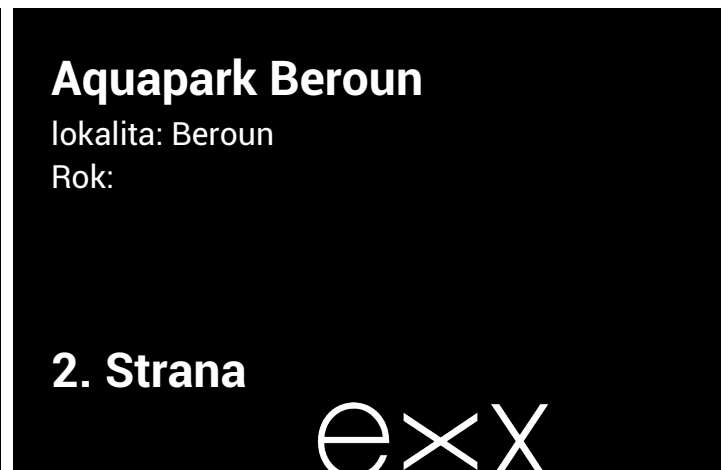 Aquapark Beroun
lokalita: Beroun
Rok:
2. Strana
exx